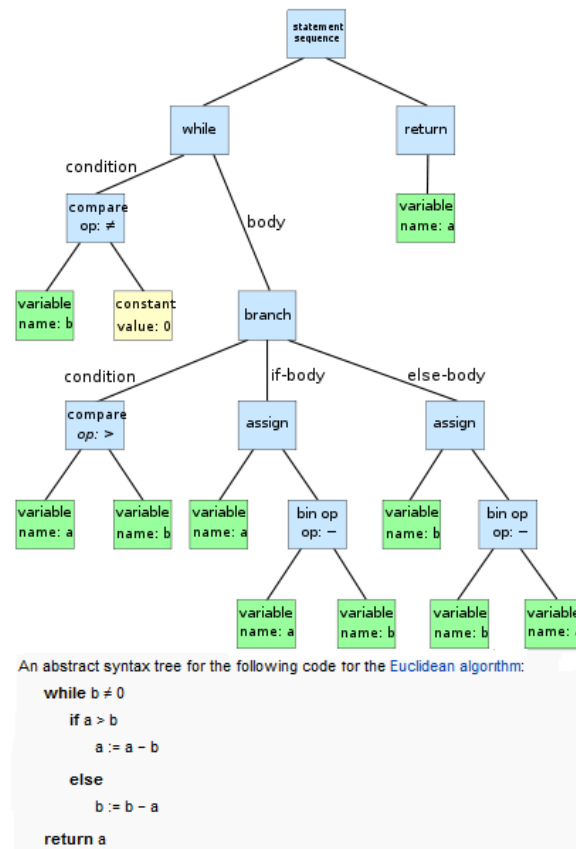 statement
sequence
while
return
condition
compare
op: ≠
body
variable
name: a
variable
name: b
constant
value: 0
branch
condition
if-body
else-body
compare
op: >
assign
assign
variable
name: a
variable
name: b
variable
name: a
bin op
op: −
variable
name: b
bin op
op: −
variable
name: a
variable
name: b
variable
name: b
variable
name:
An abstract syntax tree for the following code for the Euclidean algorithm:
while b ≠ 0
if a > b
a := a − b
else
b := b − a
return a